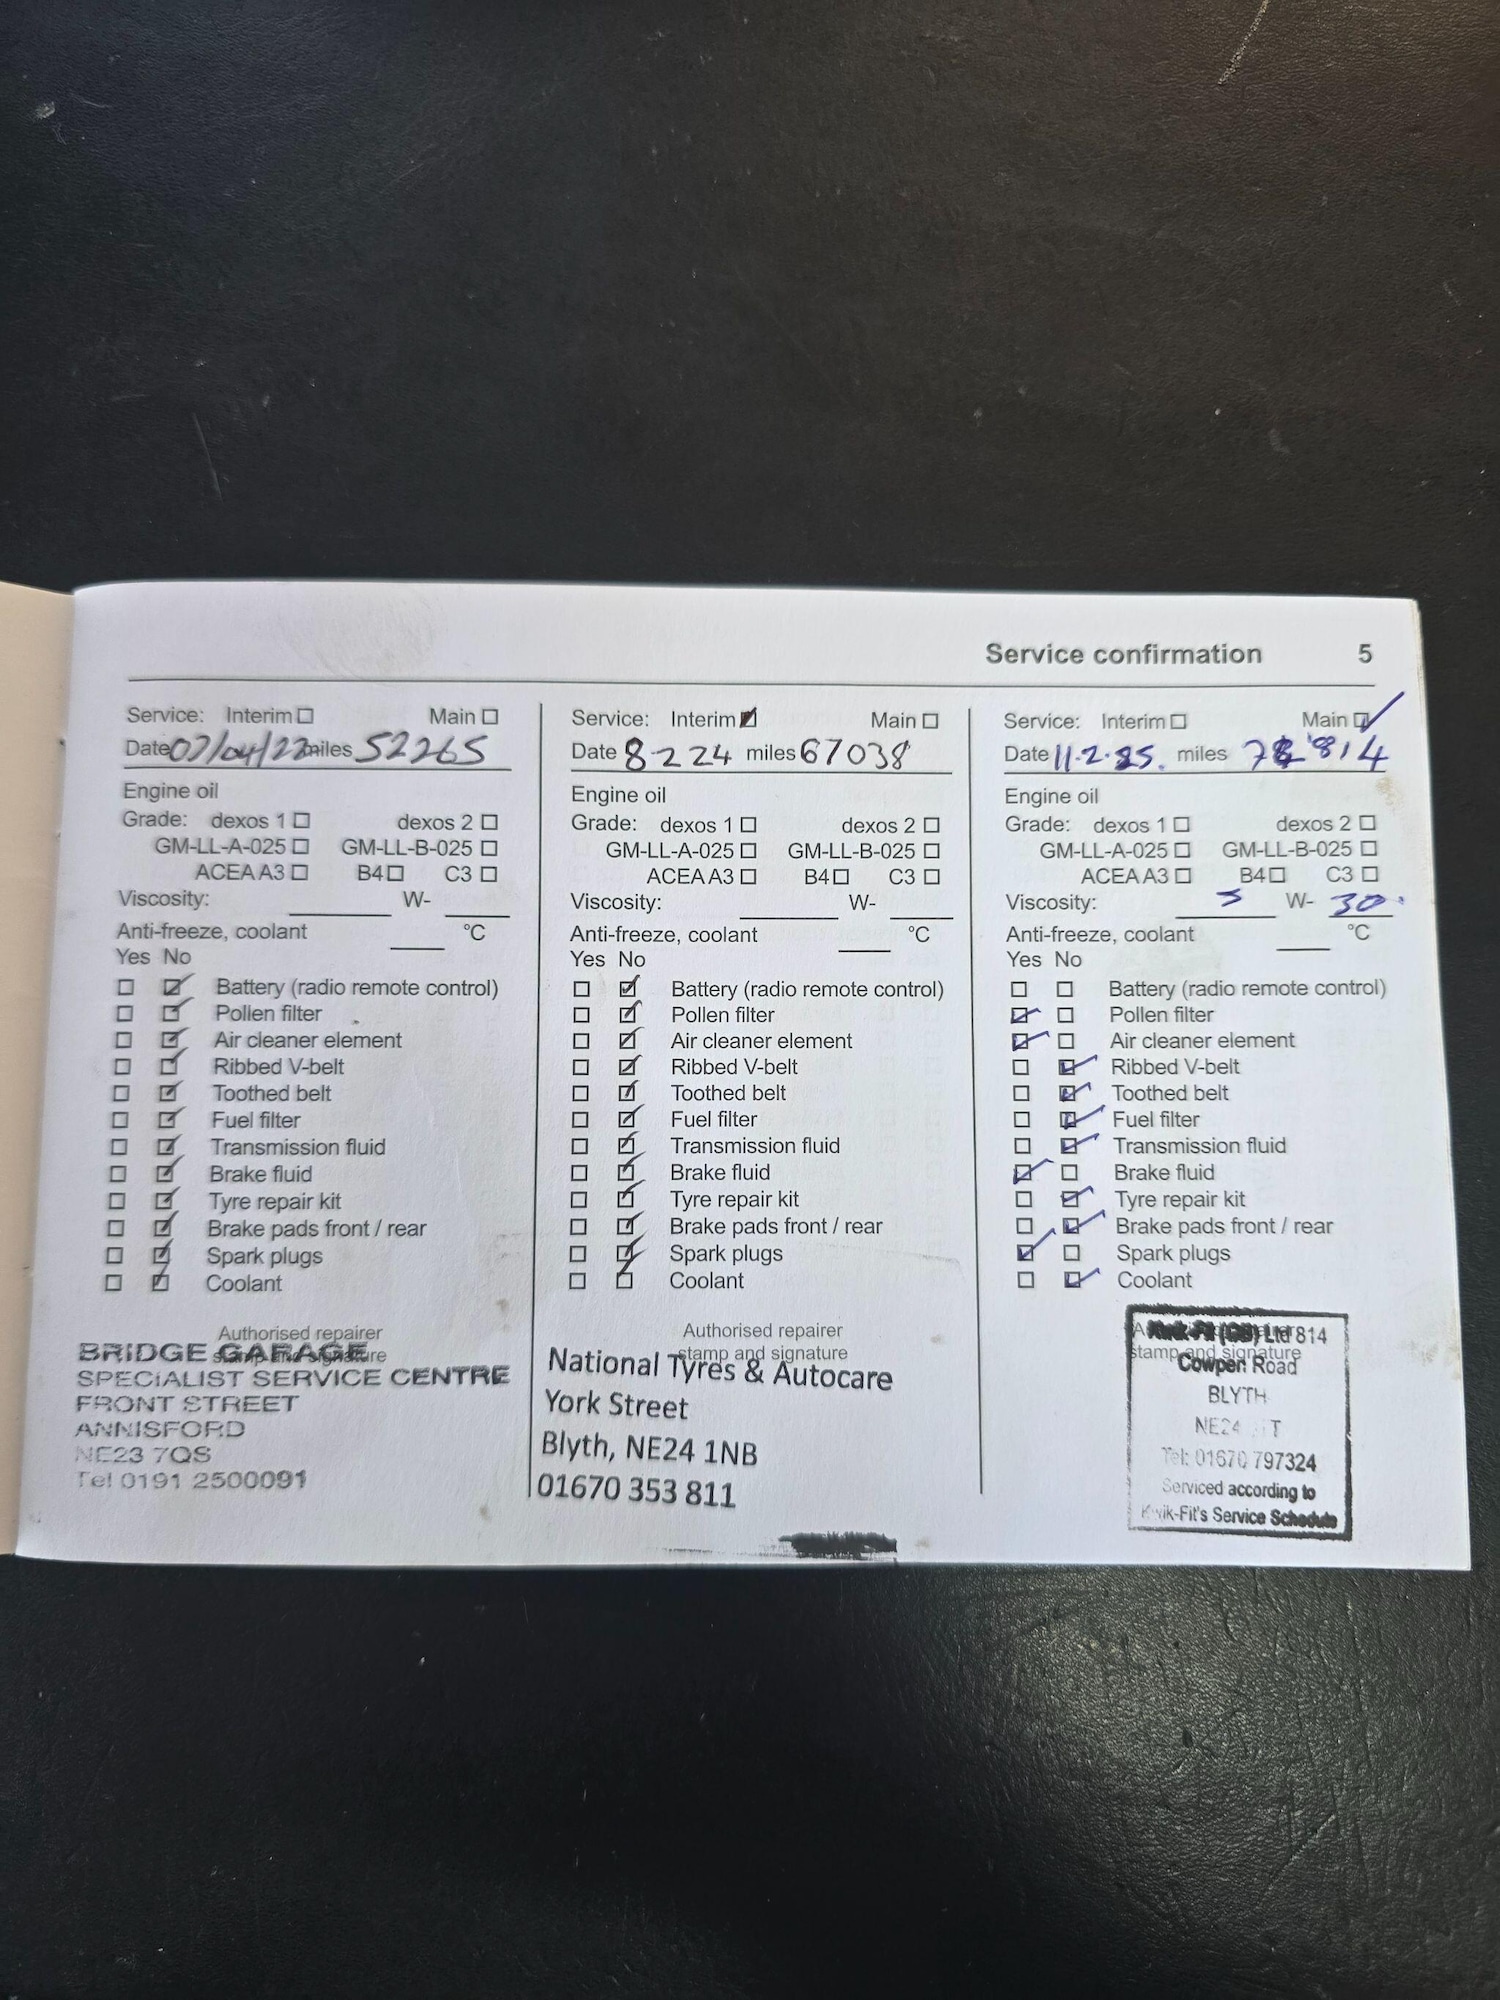 Service confirmation 5
Service: Interim Main
Date 07/04/22 miles 52265
Engine oil
Grade: dexos 1 dexos 2
GM-LL-A-025 GM-LL-B-025
ACEA A3 B4 C3
Viscosity: W-
Anti-freeze, coolant °C
Yes No
Battery (radio remote control)
Pollen filter
Air cleaner element
Ribbed V-belt
Toothed belt
Fuel filter
Transmission fluid
Brake fluid
Tyre repair kit
Brake pads front / rear
Spark plugs
Coolant
Authorised repairer
stamp and signature
BRIDGE GARAGE
SPECIALIST SERVICE CENTRE
FRONT STREET
ANNISFORD
NE23 7QS
Tel 0191 2500091
Service: Interim Main
Date 8-2 24 miles 67038
Engine oil
Grade: dexos 1 dexos 2
GM-LL-A-025 GM-LL-B-025
ACEA A3 B4 C3
Viscosity: W-
Anti-freeze, coolant °C
Yes No
Battery (radio remote control)
Pollen filter
Air cleaner element
Ribbed V-belt
Toothed belt
Fuel filter
Transmission fluid
Brake fluid
Tyre repair kit
Brake pads front / rear
Spark plugs
Coolant
Authorised repairer
stamp and signature
National Tyres & Autocare
York Street
Blyth, NE24 1NB
01670 353 811
Service: Interim Main
Date 11.2.25. miles
Engine oil
Grade: dexos 1 dexos 2
GM-LL-A-025 GM-LL-B-025
ACEA A3 B4 C3
Viscosity: 5 W- 30
Anti-freeze, coolant °C
Yes No
Battery (radio remote control)
Pollen filter
Air cleaner element
Ribbed V-belt
Toothed belt
Fuel filter
Transmission fluid
Brake fluid
Tyre repair kit
Brake pads front / rear
Spark plugs
Coolant
stamp and signature
Kwik-Fit (GB) Ltd 814
Cowpen Road
BLYTH
NE24
Tel: 01670 797324
Serviced according to
Kwik-Fit's Service Schedule